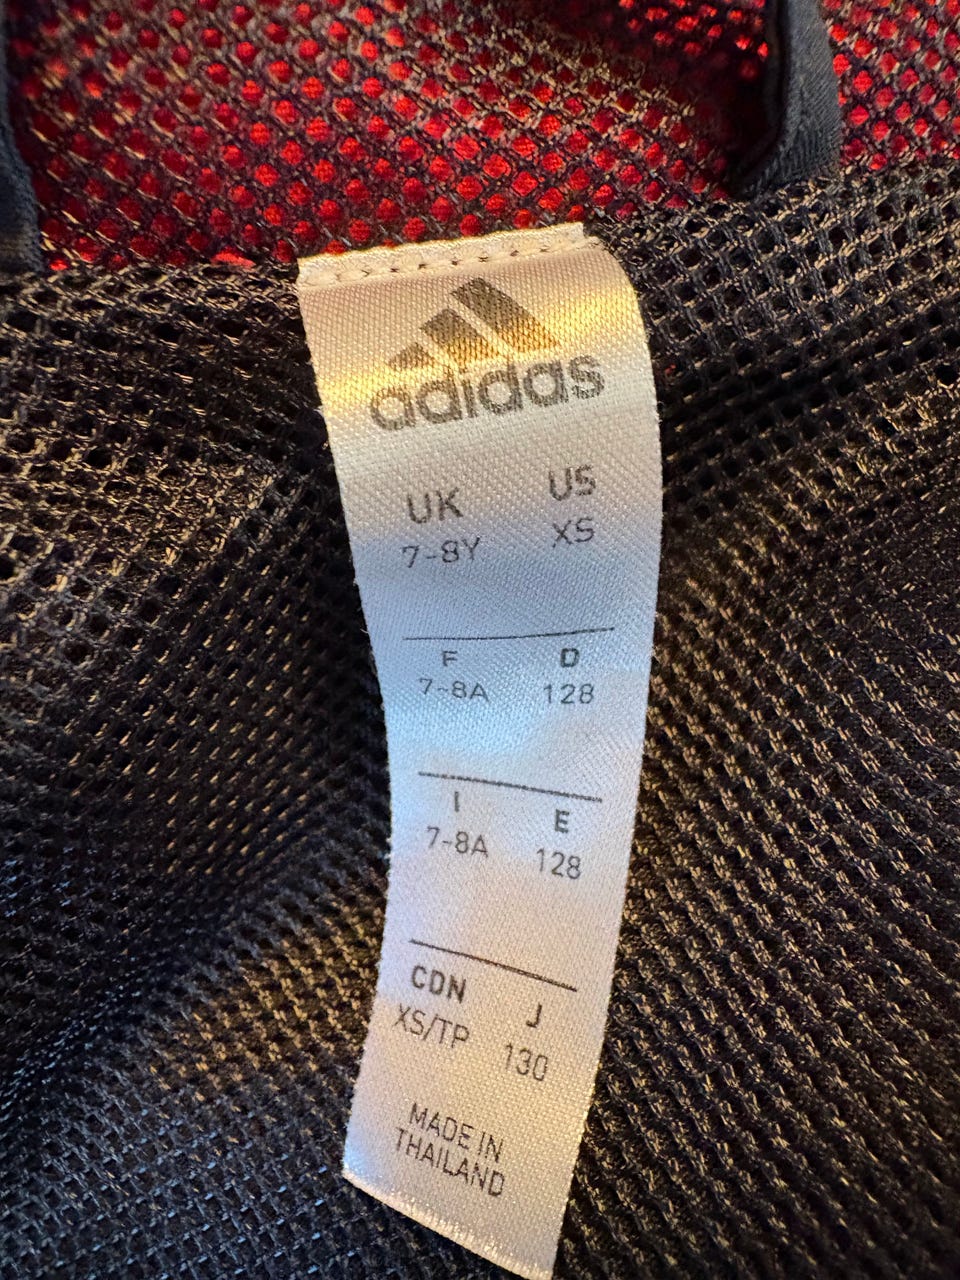 adidas
UK US
7-8Y XS
F D
7-8A 128
I E
7-8A 128
CDN J
XS/TP 130
MADE IN
THAILAND